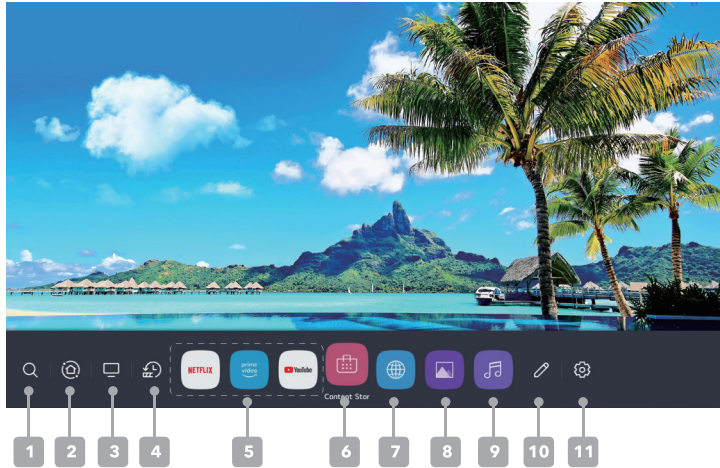 NETFLIX
prime
video
YouTube
Content Stor
1 2 3 4 5 6 7 8 9 10 11